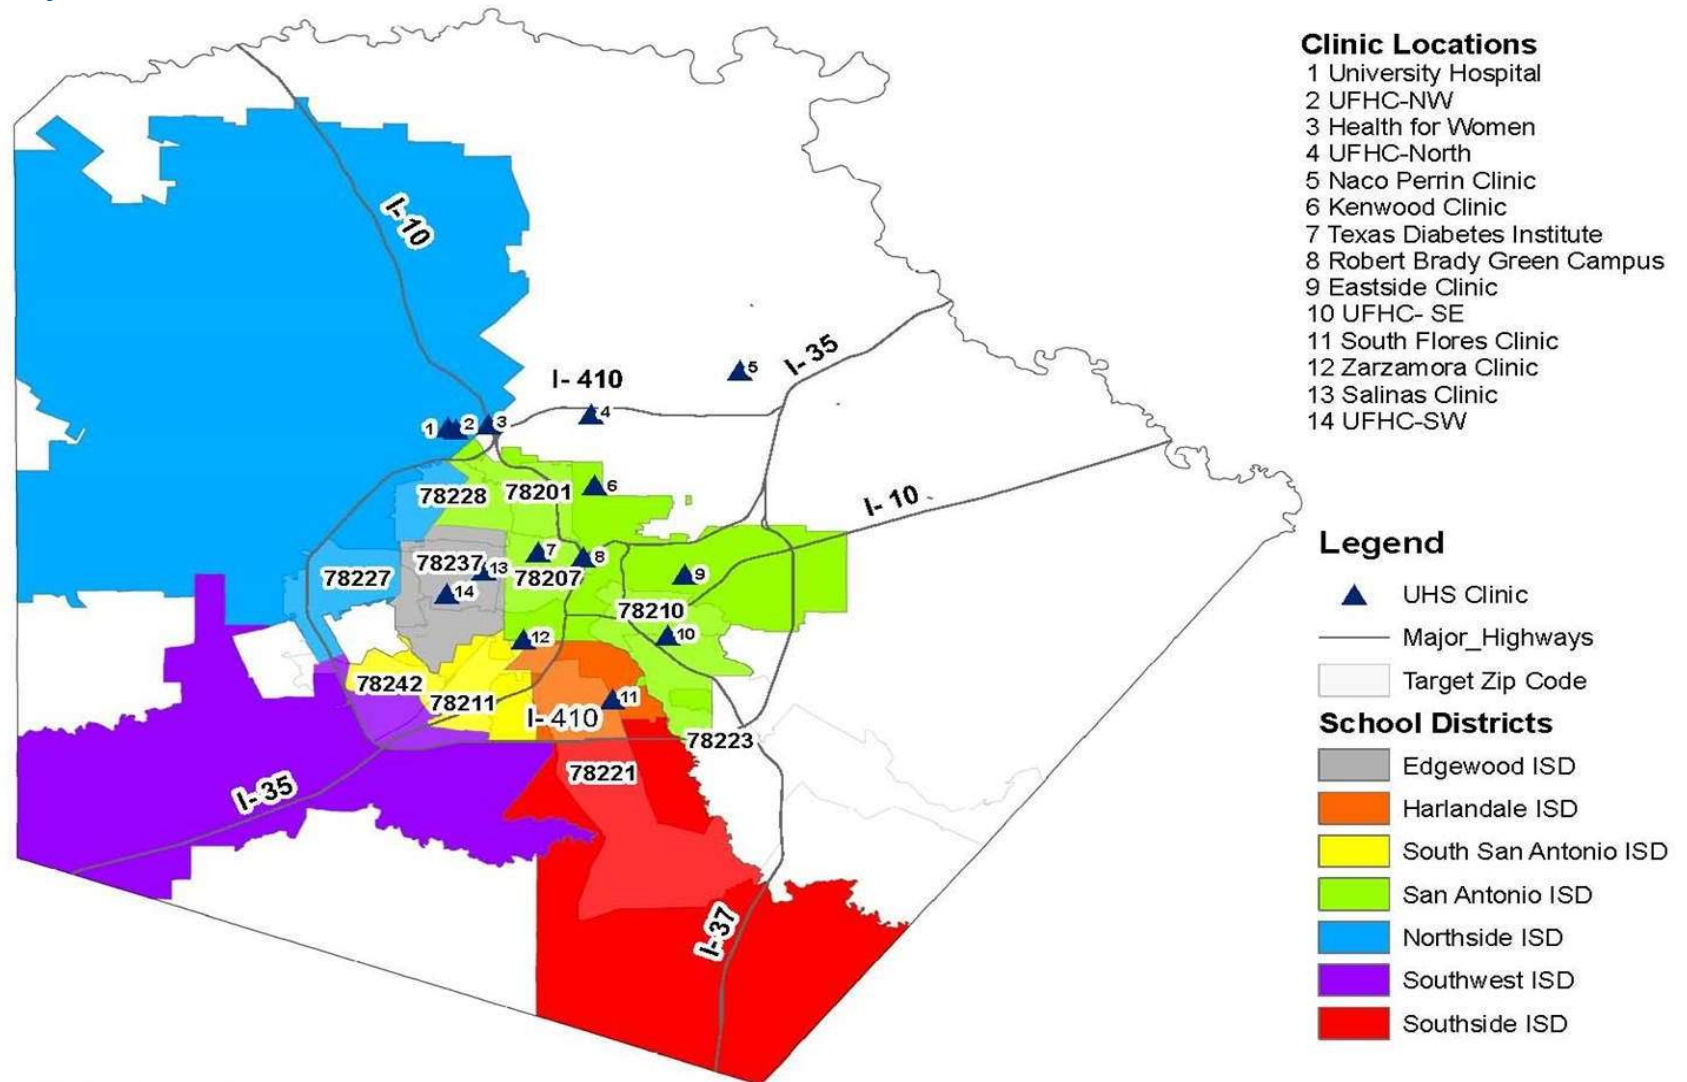 Clinic Locations
1 University Hospital
2 UFHC-NW
3 Health for Women
4 UFHC-North
5 Naco Perrin Clinic
6 Kenwood Clinic
7 Texas Diabetes Institute
8 Robert Brady Green Campus
9 Eastside Clinic
10 UFHC- SE
11 South Flores Clinic
12 Zarzamora Clinic
13 Salinas Clinic
14 UFHC-SW
I-10
I-35
I-410
5
4
1
2
3
78228
78201
6
I-10
78237
13
7
8
78227
14
78207
9
78210
12
10
78242
78211
11
I-410
78223
78221
I-35
I-37
Legend
UHS Clinic
Major_Highways
Target Zip Code
School Districts
Edgewood ISD
Harlandale ISD
South San Antonio ISD
San Antonio ISD
Northside ISD
Southwest ISD
Southside ISD